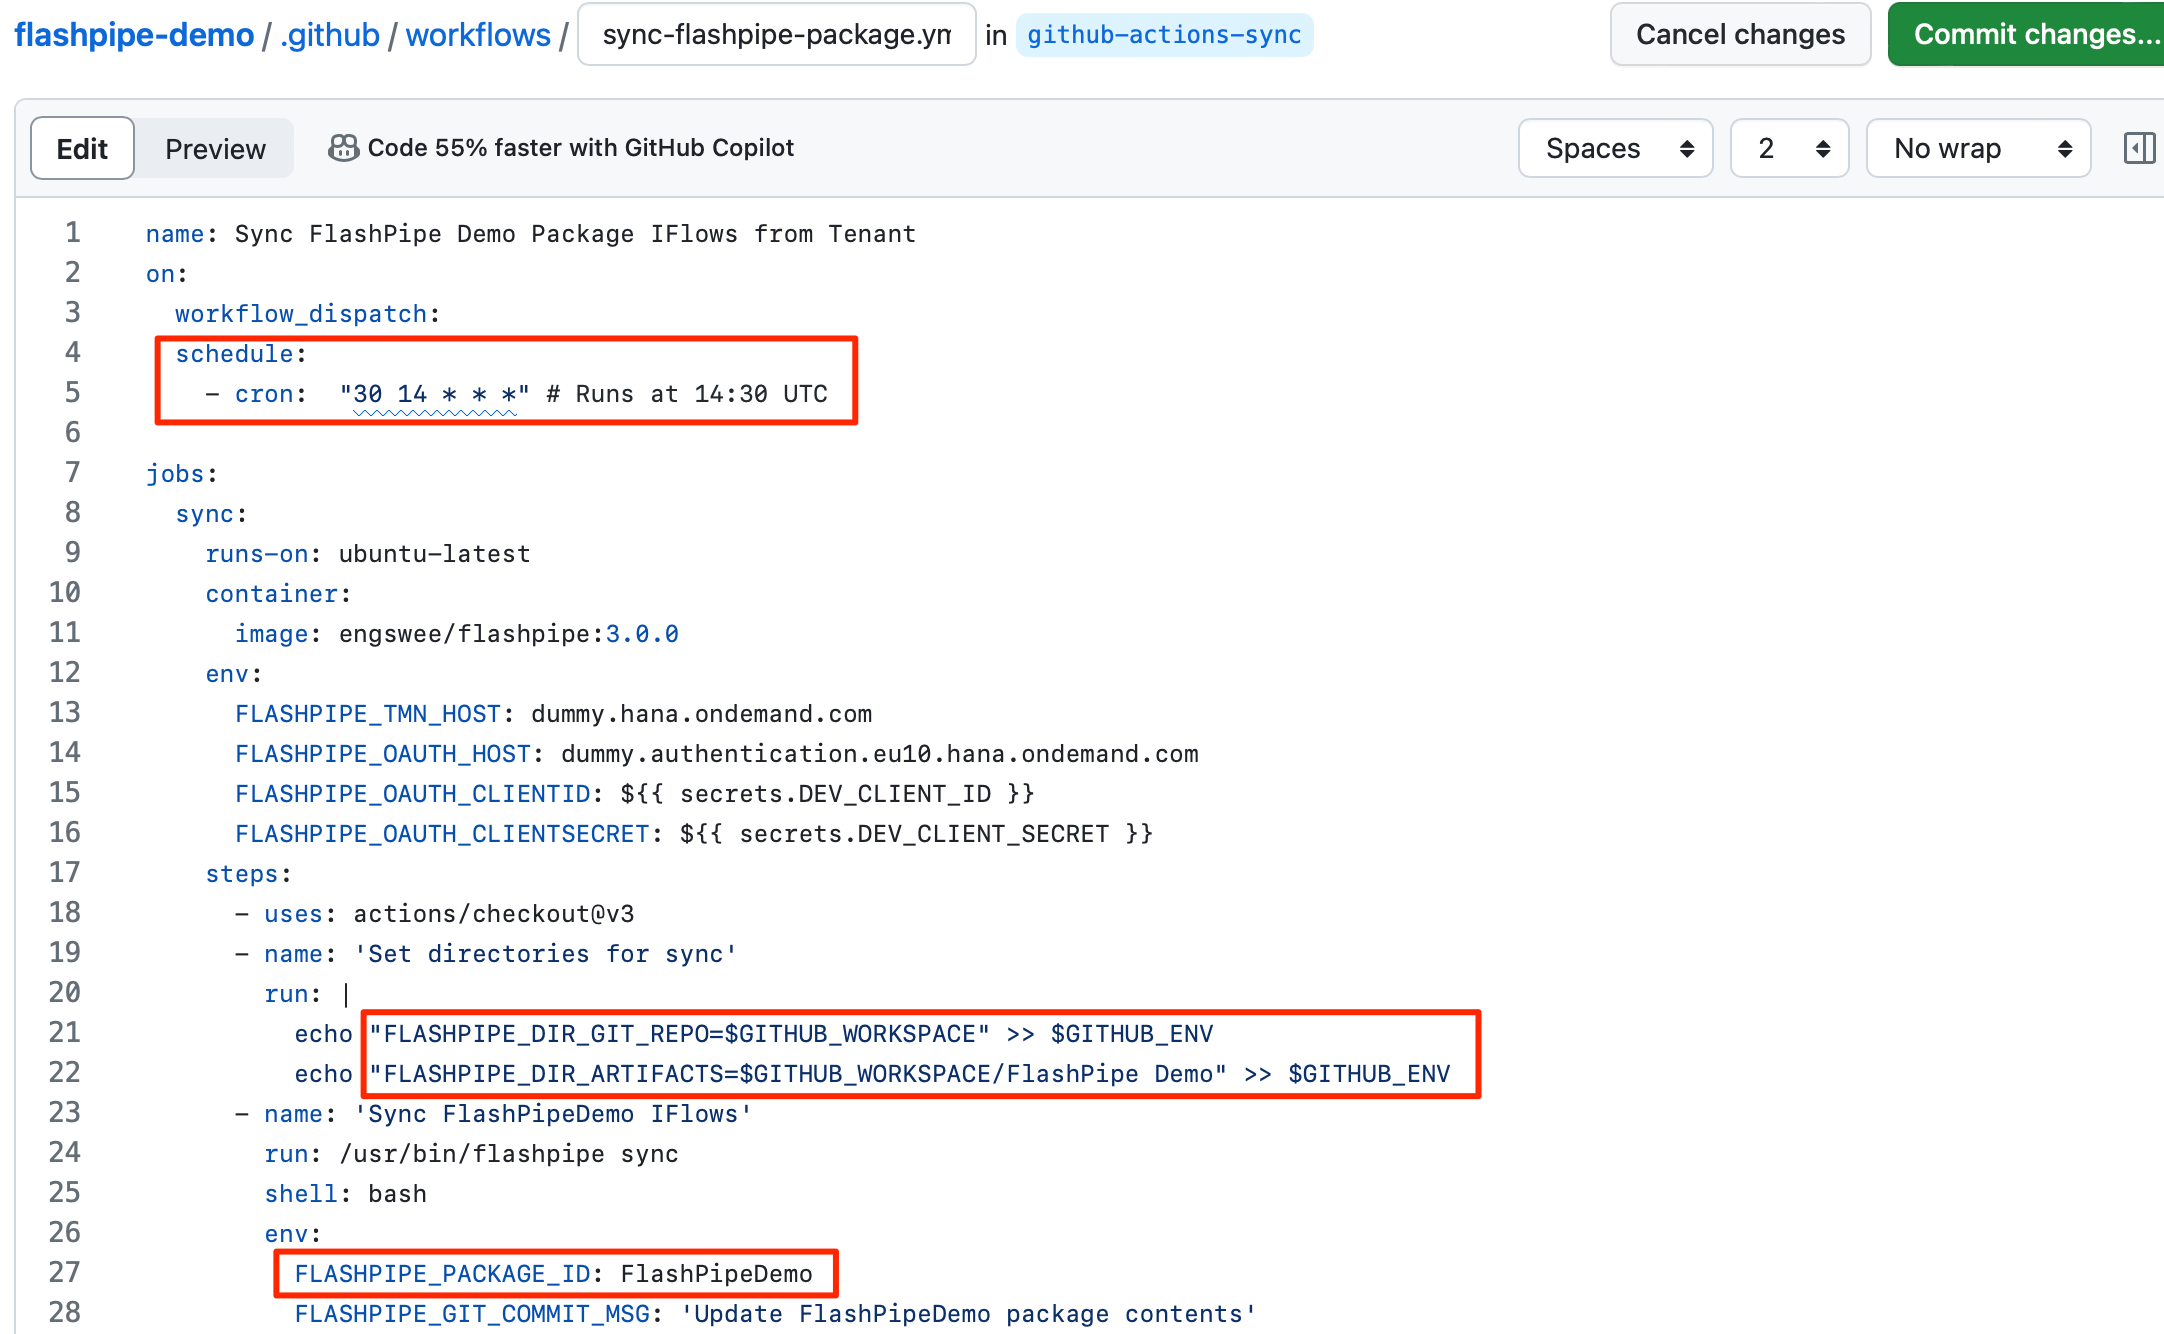 flashpipe-demo / .github / workflows / sync-flashpipe-package.ym in github-actions-sync Cancel changes Commit changes...
Edit Preview Code 55% faster with GitHub Copilot Spaces 2 No wrap
1 name: Sync FlashPipe Demo Package IFlows from Tenant
2 on:
3   workflow_dispatch:
4   schedule:
5     - cron:  "30 14 * * *" # Runs at 14:30 UTC
6
7 jobs:
8   sync:
9     runs-on: ubuntu-latest
10     container:
11       image: engswee/flashpipe:3.0.0
12     env:
13       FLASHPIPE_TMN_HOST: dummy.hana.ondemand.com
14       FLASHPIPE_OAUTH_HOST: dummy.authentication.eu10.hana.ondemand.com
15       FLASHPIPE_OAUTH_CLIENTID: ${{ secrets.DEV_CLIENT_ID }}
16       FLASHPIPE_OAUTH_CLIENTSECRET: ${{ secrets.DEV_CLIENT_SECRET }}
17     steps:
18       - uses: actions/checkout@v3
19       - name: 'Set directories for sync'
20         run: |
21           echo "FLASHPIPE_DIR_GIT_REPO=$GITHUB_WORKSPACE" >> $GITHUB_ENV
22           echo "FLASHPIPE_DIR_ARTIFACTS=$GITHUB_WORKSPACE/FlashPipe Demo" >> $GITHUB_ENV
23       - name: 'Sync FlashPipeDemo IFlows'
24         run: /usr/bin/flashpipe sync
25         shell: bash
26         env:
27           FLASHPIPE_PACKAGE_ID: FlashPipeDemo
28           FLASHPIPE_GIT_COMMIT_MSG: 'Update FlashPipeDemo package contents'